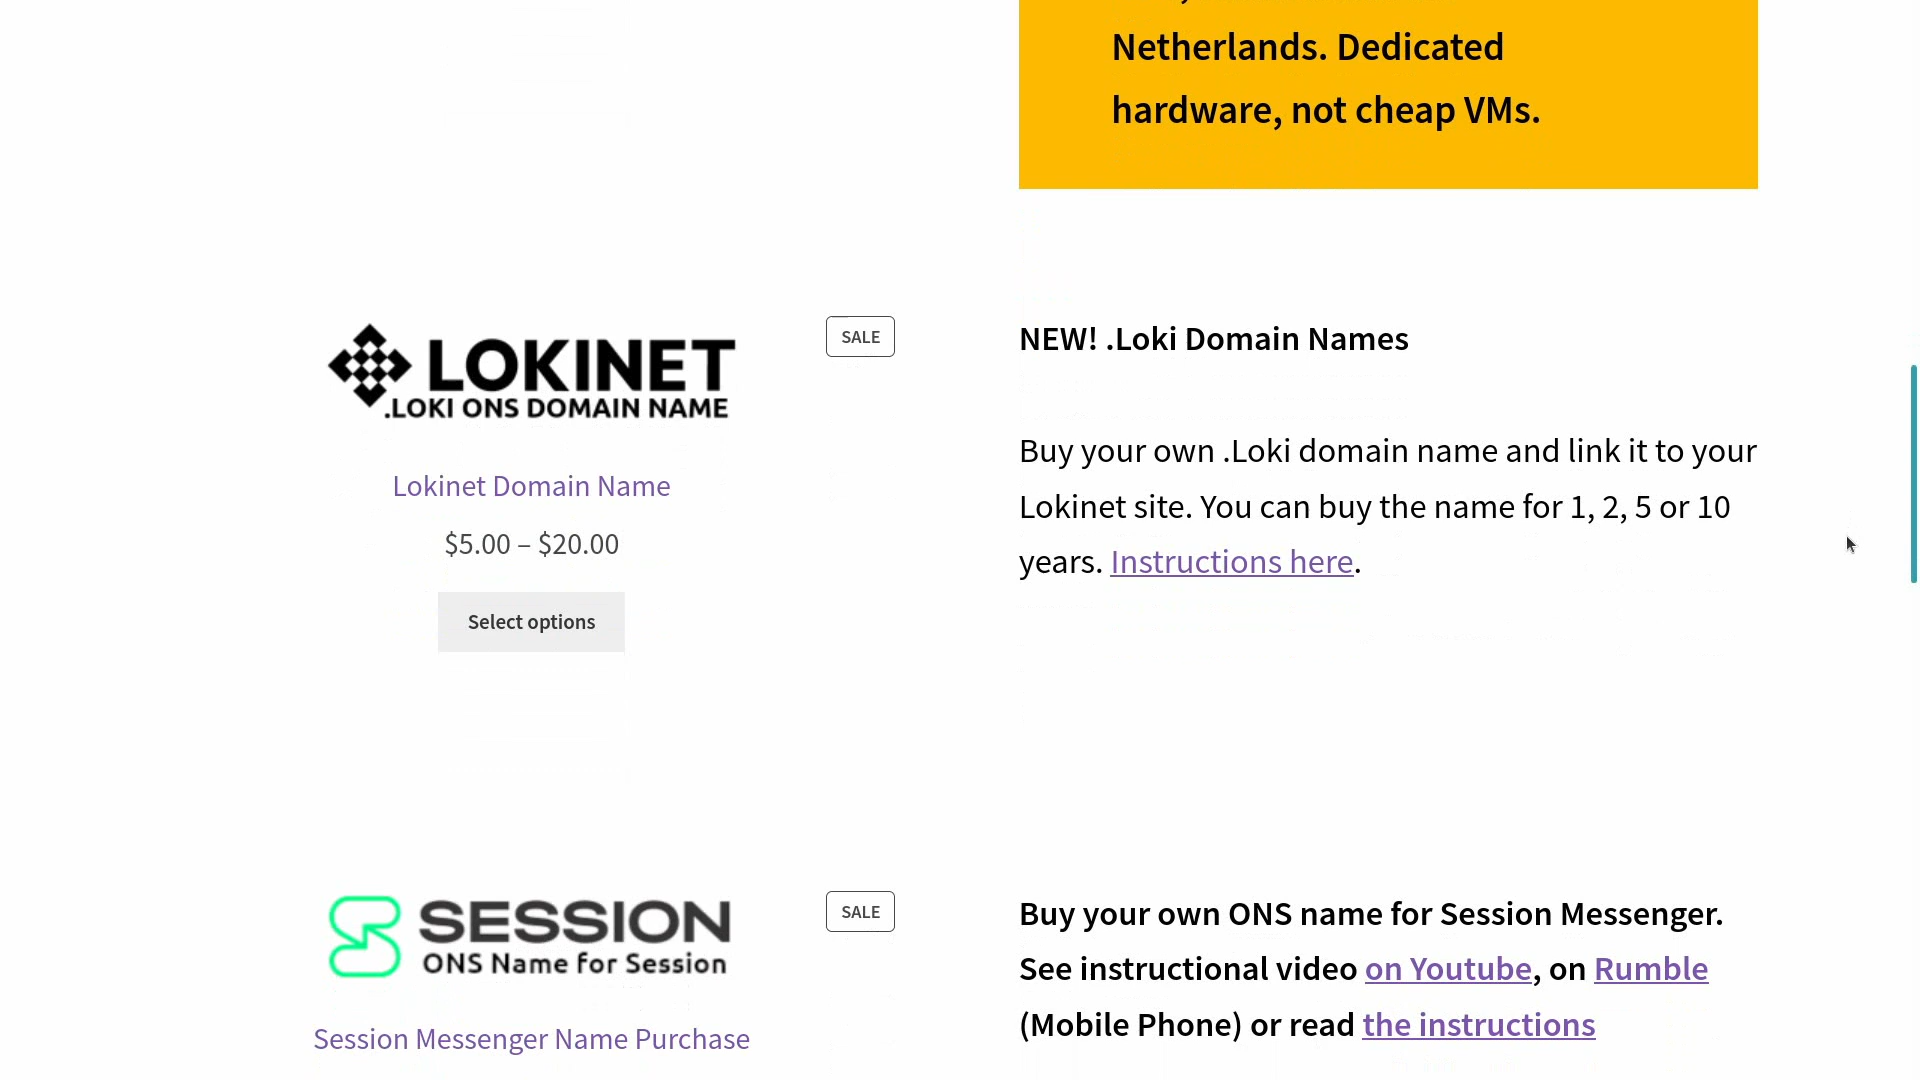 Netherlands. Dedicated
hardware, not cheap VMs.
LOKINET
.LOKI ONS DOMAIN NAME
SALE
Lokinet Domain Name
$5.00 – $20.00
Select options
NEW! .Loki Domain Names
Buy your own .Loki domain name and link it to your
Lokinet site. You can buy the name for 1, 2, 5 or 10
years. Instructions here.
SESSION
ONS Name for Session
SALE
Session Messenger Name Purchase
Buy your own ONS name for Session Messenger.
See instructional video on Youtube, on Rumble
(Mobile Phone) or read the instructions